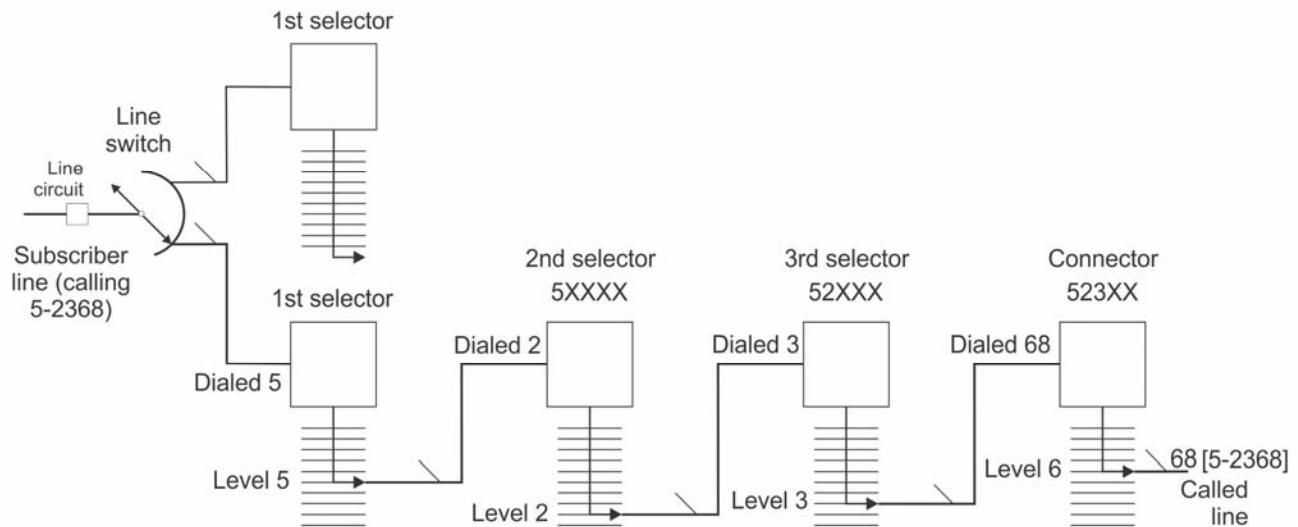 1st selector
Line
switch
Line
circuit
Subscriber
line (calling
5-2368)
1st selector
Dialed 5
Level 5
2nd selector
5XXXX
Dialed 2
Level 2
3rd selector
52XXX
Dialed 3
Level 3
Connector
523XX
Dialed 68
Level 6
68 [5-2368]
Called
line